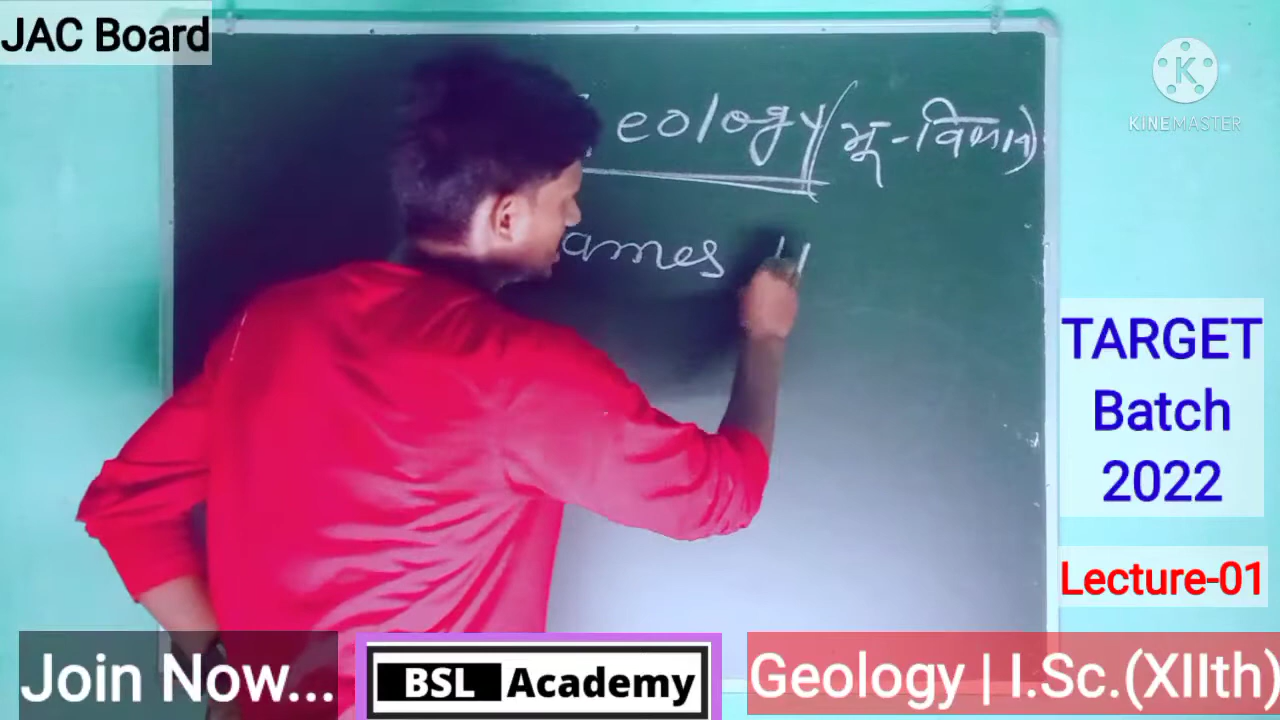 JAC Board
eology (भू-विज्ञान)
KINEMASTER
ames H
TARGET
Batch
2022
Lecture-01
Join Now...
BSL Academy
Geology | I.Sc.(XIIth)